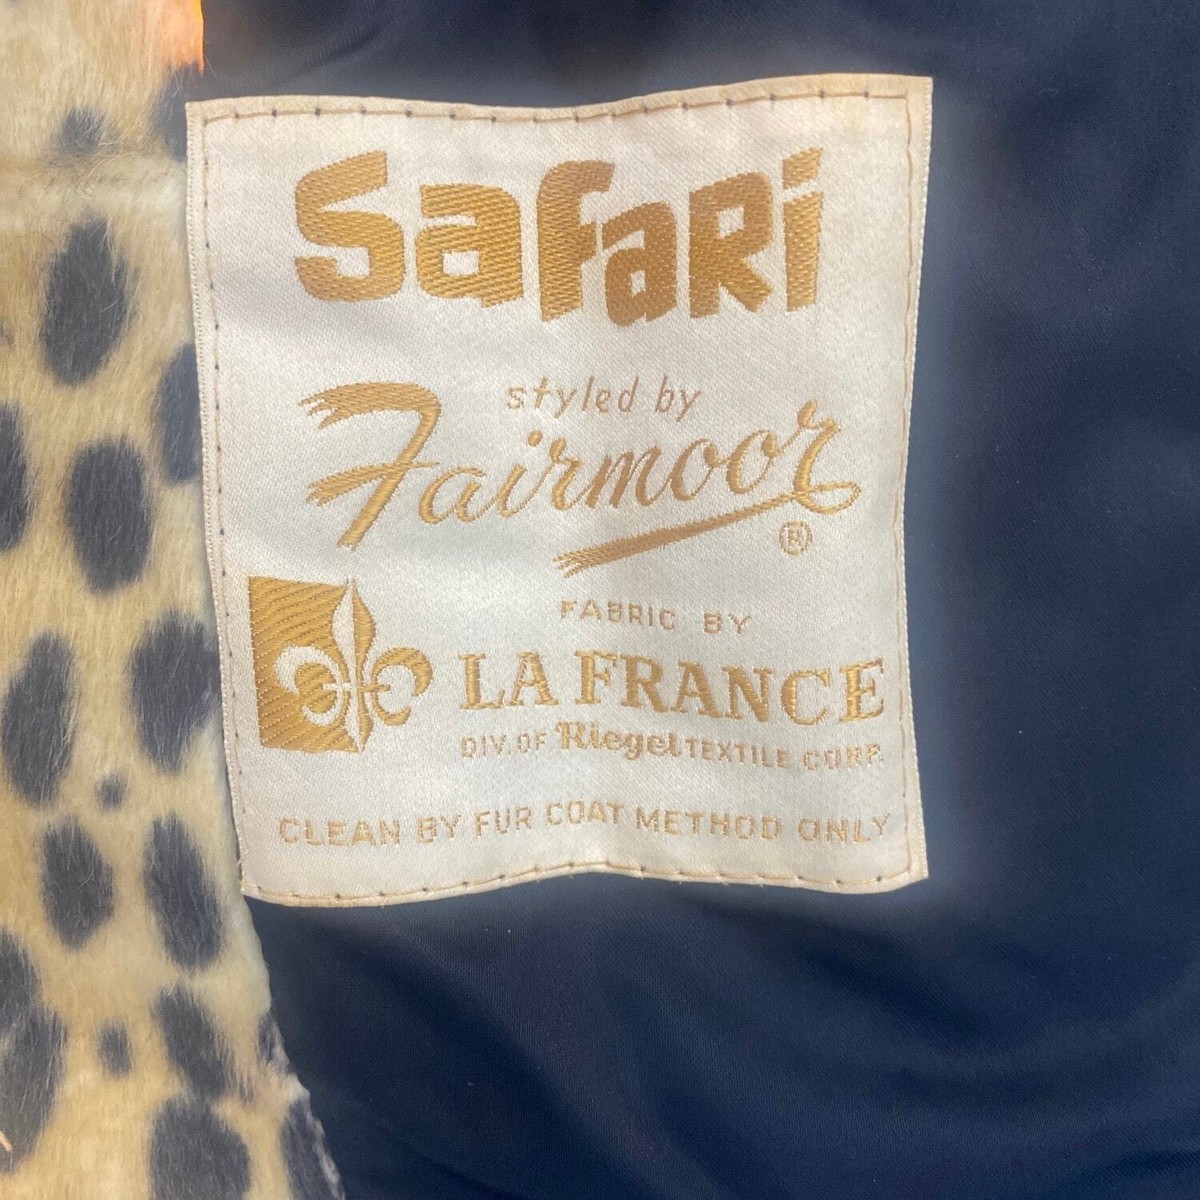 Safari
styled by
Fairmoor
®
FABRIC BY
LA FRANCE
DIV. OF Riegel TEXTILE CORP.
CLEAN BY FUR COAT METHOD ONLY